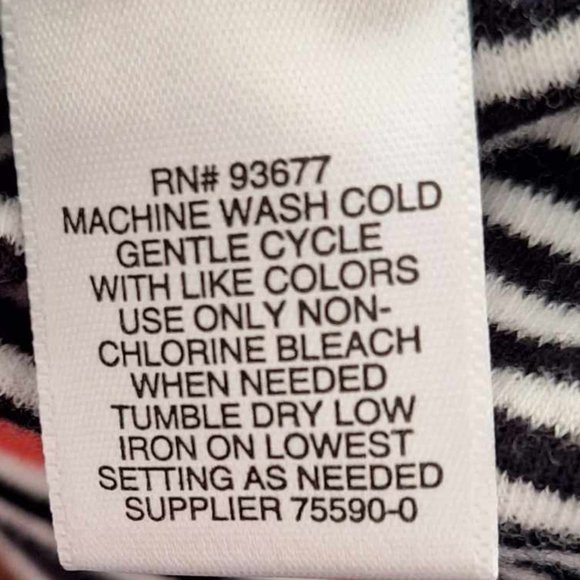 RN# 93677
MACHINE WASH COLD
GENTLE CYCLE
WITH LIKE COLORS
USE ONLY NON-
CHLORINE BLEACH
WHEN NEEDED
TUMBLE DRY LOW
IRON ON LOWEST
SETTING AS NEEDED
SUPPLIER 75590-0